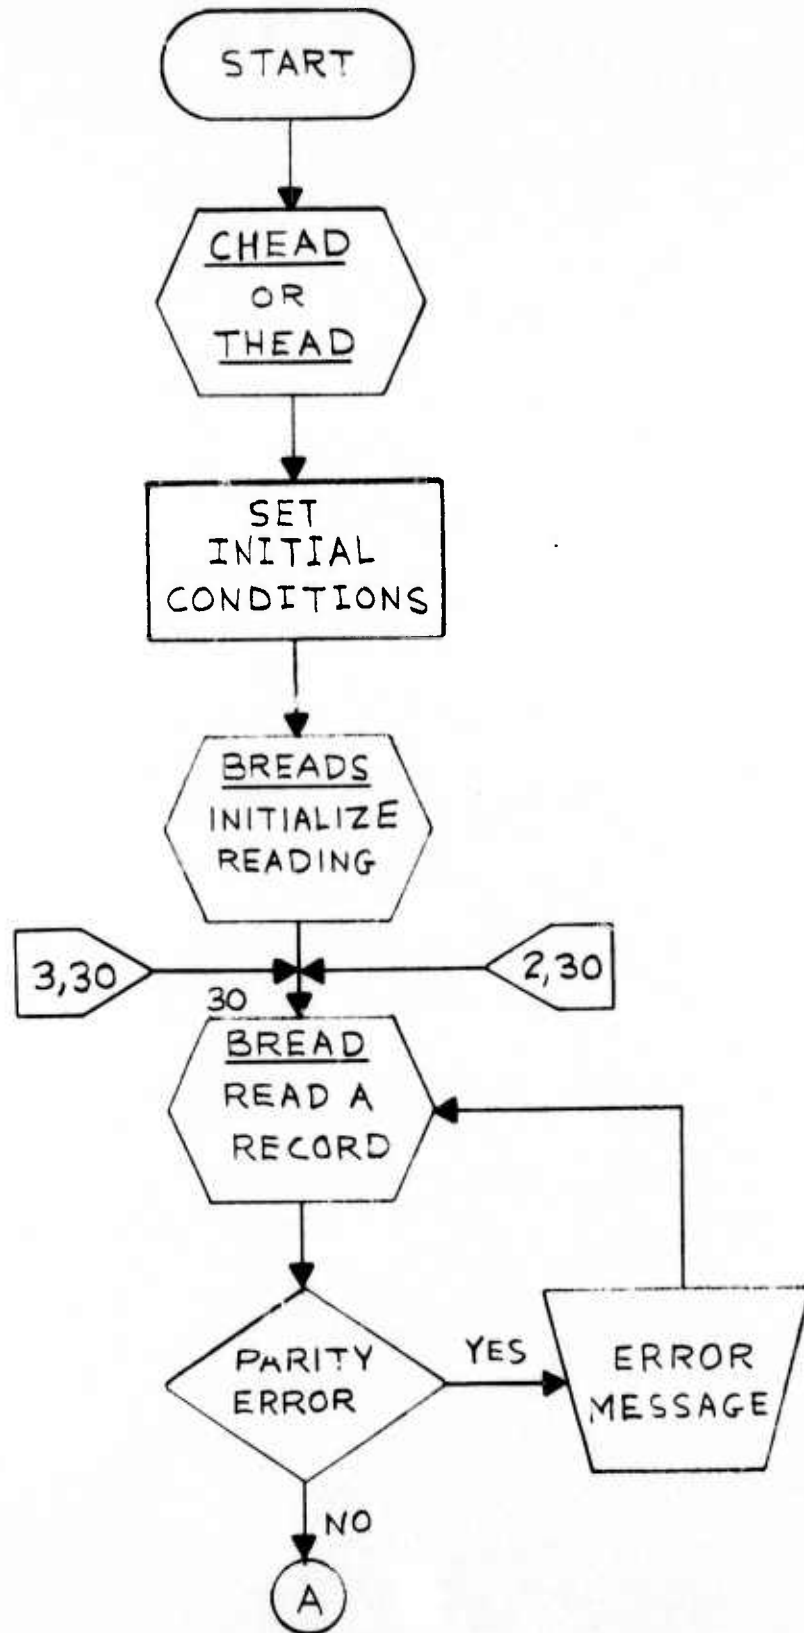 START
CHEAD
OR
THEAD
SET
INITIAL
CONDITIONS
BREADS
INITIALIZE
READING
3,30
2,30
30
BREAD
READ A
RECORD
PARITY
ERROR
YES
ERROR
MESSAGE
NO
A